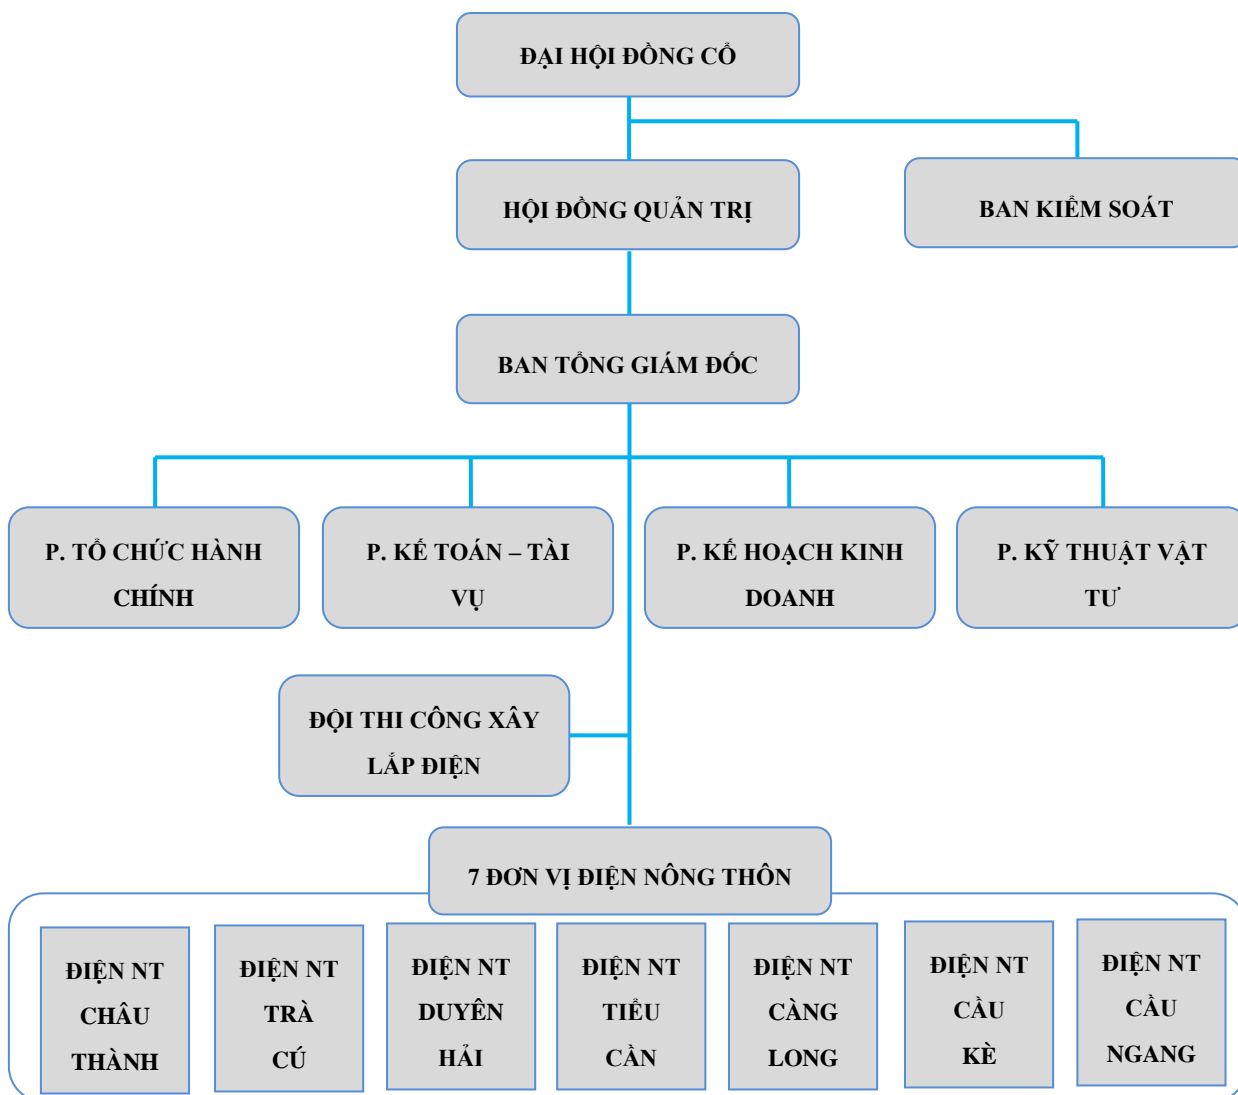 ĐẠI HỘI ĐỒNG CỔ
HỘI ĐỒNG QUẢN TRỊ
BAN KIỂM SOÁT
BAN TỔNG GIÁM ĐỐC
P. TỔ CHỨC HÀNH
CHÍNH
P. KẾ TOÁN – TÀI
VỤ
P. KẾ HOẠCH KINH
DOANH
P. KỸ THUẬT VẬT
TƯ
ĐỘI THI CÔNG XÂY
LẮP ĐIỆN
7 ĐƠN VỊ ĐIỆN NÔNG THÔN
ĐIỆN NT
CHÂU
THÀNH
ĐIỆN NT
TRÀ
CÚ
ĐIỆN NT
DUYÊN
HẢI
ĐIỆN NT
TIỂU
CẦN
ĐIỆN NT
CÀNG
LONG
ĐIỆN NT
CẦU
KÈ
ĐIỆN NT
CẦU
NGANG